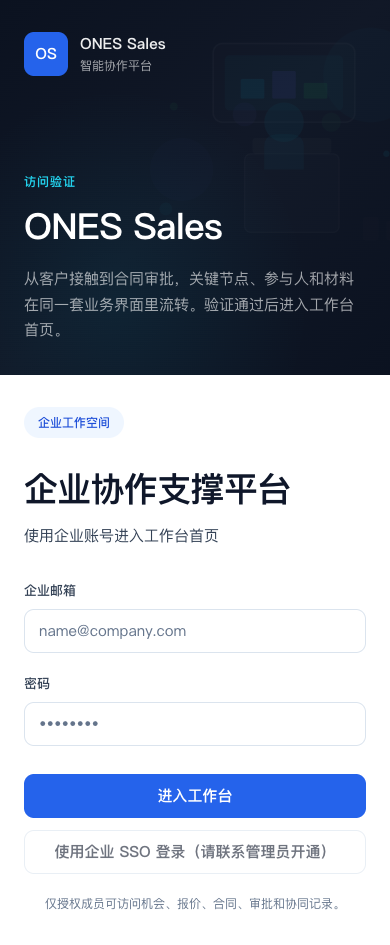 OS
ONES Sales
智能协作平台
访问验证
ONES Sales
从客户接触到合同审批，关键节点、参与人和材料
在同一套业务界面里流转。验证通过后进入工作台
首页。
企业工作空间
企业协作支撑平台
使用企业账号进入工作台首页
企业邮箱
name@company.com
密码
••••••••
进入工作台
使用企业 SSO 登录（请联系管理员开通）
仅授权成员可访问机会、报价、合同、审批和协同记录。